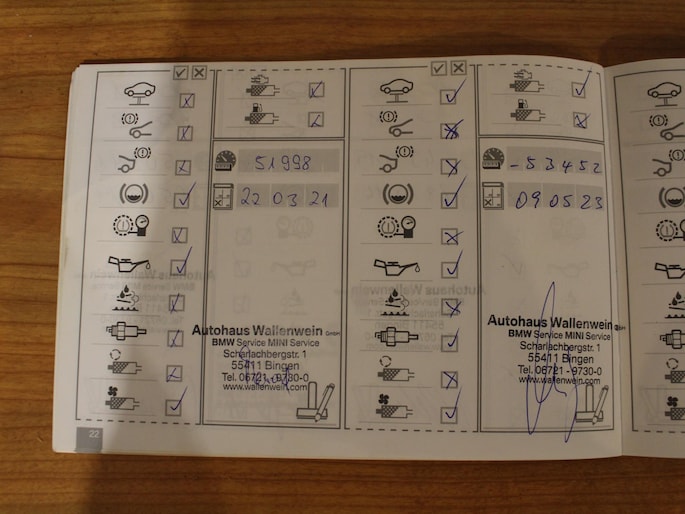 51998
22 03 21
Autohaus Wallenwein GmbH
BMW Service MINI Service
Scharlachbergstr. 1
55411 Bingen
Tel. 06721 - 9730-0
www.wallenwein.com
22
-53452
09 05 23
Autohaus Wallenwein GmbH
BMW Service MINI Service
Scharlachbergstr. 1
55411 Bingen
Tel. 06721 - 9730-0
www.wallenwein.com